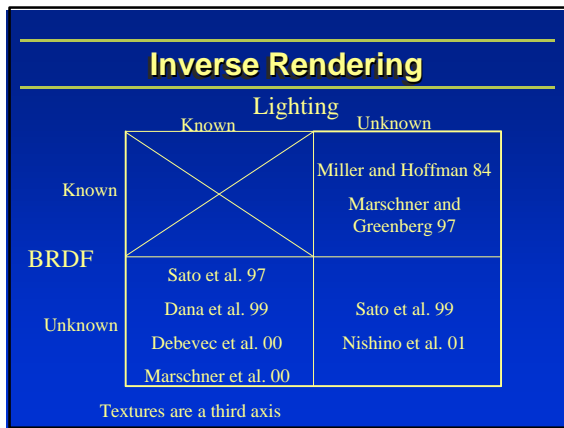 Inverse Rendering
Lighting
Known
Unknown
Known
Miller and Hoffman 84
Marschner and
Greenberg 97
BRDF
Unknown
Sato et al. 97
Dana et al. 99
Debevec et al. 00
Marschner et al. 00
Sato et al. 99
Nishino et al. 01
Textures are a third axis